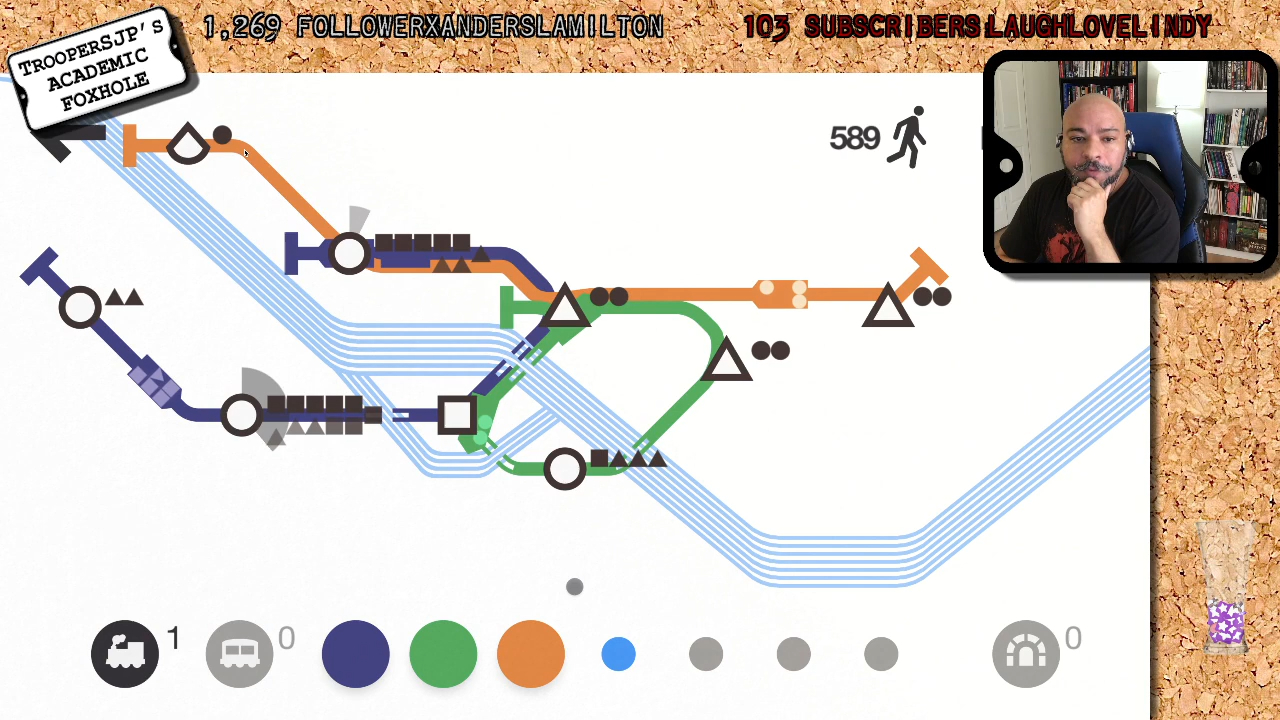 TROOPERSJP'S
ACADEMIC
FOXHOLE
1,269 FOLLOWERXANDERSLAMILTON
103 SUBSCRIBERS:LAUGHLOVELINDY
589
1
0
0